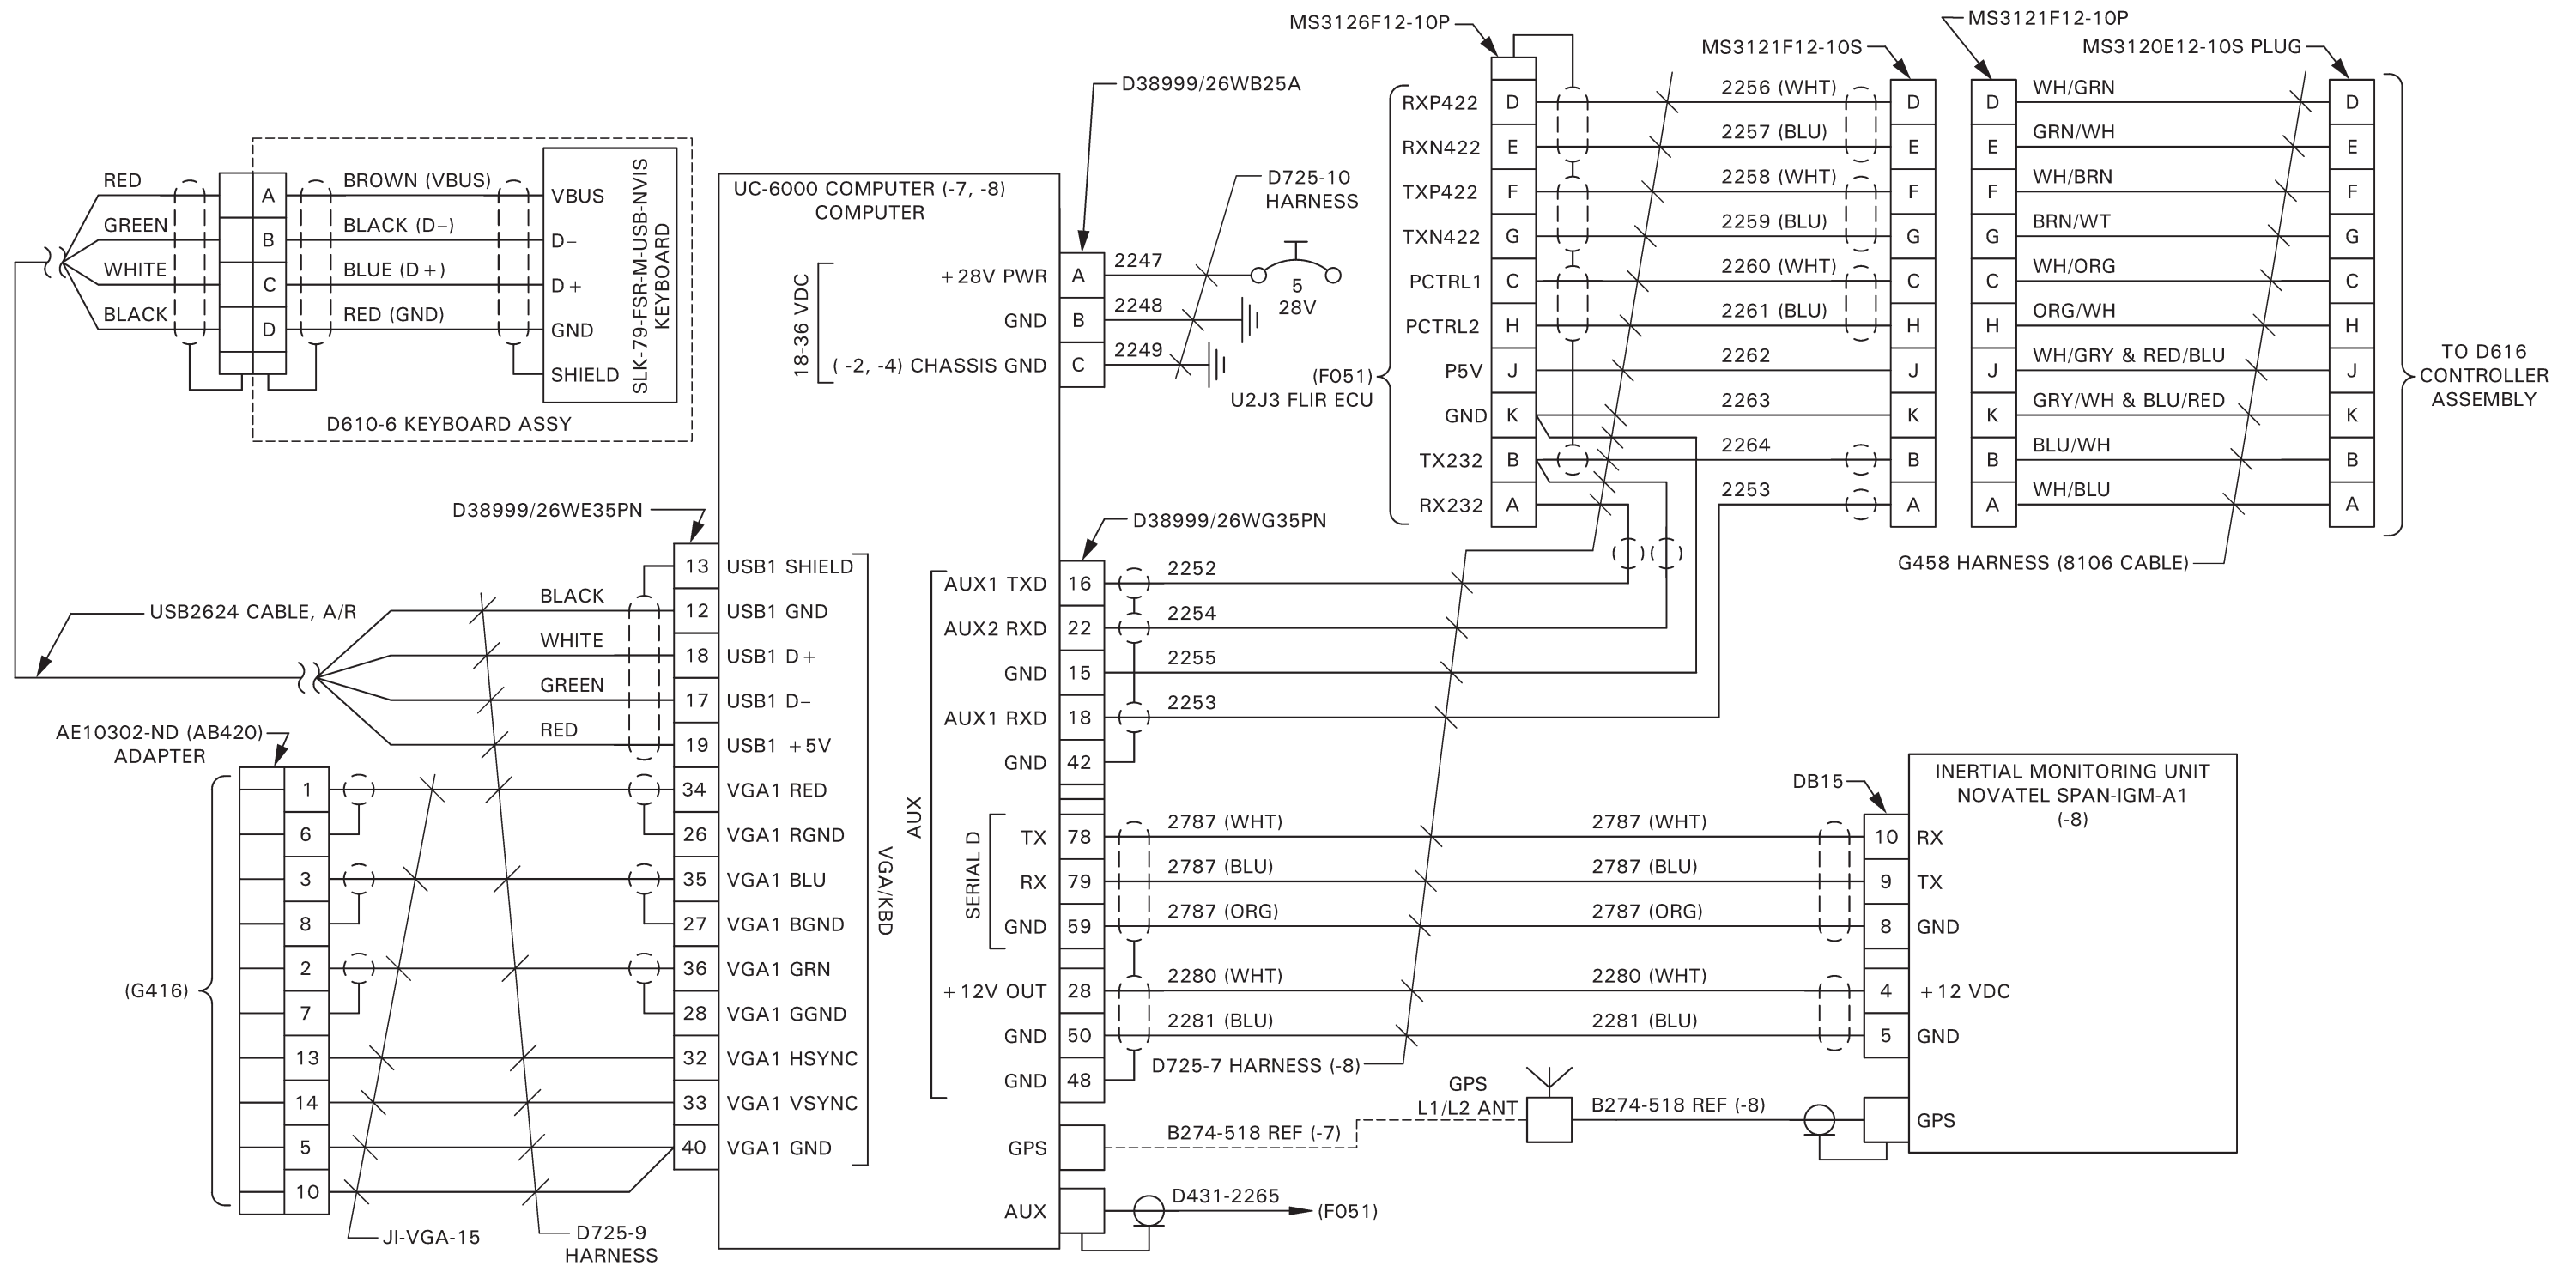 MS3126F12-10P
MS3121F12-10S
MS3121F12-10P
MS3120E12-10S PLUG
D38999/26WB25A
RED
GREEN
WHITE
BLACK
A
B
C
D
BROWN (VBUS)
BLACK (D–)
BLUE (D+)
RED (GND)
VBUS
D–
D+
GND
SHIELD
SLK-79-FSR-M-USB-NVIS
KEYBOARD
D610-6 KEYBOARD ASSY
UC-6000 COMPUTER (-7, -8)
COMPUTER
18-36 VDC
+28V PWR A 2247
GND B 2248
( -2, -4) CHASSIS GND C 2249
D725-10
HARNESS
5
28V
(F051)
U2J3 FLIR ECU
RXP422 D 2256 (WHT) D
RXN422 E 2257 (BLU) E
TXP422 F 2258 (WHT) F
TXN422 G 2259 (BLU) G
PCTRL1 C 2260 (WHT) C
PCTRL2 H 2261 (BLU) H
P5V J 2262 J
GND K 2263 K
TX232 B 2264 B
RX232 A 2253 A
D WH/GRN D
E GRN/WH E
F WH/BRN F
G BRN/WT G
C WH/ORG C
H ORG/WH H
J WH/GRY & RED/BLU J
K GRY/WH & BLU/RED K
B BLU/WH B
A WH/BLU A
TO D616
CONTROLLER
ASSEMBLY
G458 HARNESS (8106 CABLE)
D38999/26WE35PN
USB2624 CABLE, A/R
BLACK
WHITE
GREEN
RED
13 USB1 SHIELD
12 USB1 GND
18 USB1 D+
17 USB1 D–
19 USB1 +5V
34 VGA1 RED
26 VGA1 RGND
35 VGA1 BLU
27 VGA1 BGND
36 VGA1 GRN
28 VGA1 GGND
32 VGA1 HSYNC
33 VGA1 VSYNC
40 VGA1 GND
VGA/KBD
AE10302-ND (AB420)
ADAPTER
(G416)
1
6
3
8
2
7
13
14
5
10
JI-VGA-15
D725-9
HARNESS
D38999/26WG35PN
AUX
AUX1 TXD 16 2252
AUX2 RXD 22 2254
GND 15 2255
AUX1 RXD 18 2253
GND 42
SERIAL D
TX 78 2787 (WHT) 2787 (WHT) 10 RX
RX 79 2787 (BLU) 2787 (BLU) 9 TX
GND 59 2787 (ORG) 2787 (ORG) 8 GND
+12V OUT 28 2280 (WHT) 2280 (WHT) 4 +12 VDC
GND 50 2281 (BLU) 2281 (BLU) 5 GND
GND 48
D725-7 HARNESS (-8)
DB15
INERTIAL MONITORING UNIT
NOVATEL SPAN-IGM-A1
(-8)
GPS
L1/L2 ANT
GPS B274-518 REF (-7) B274-518 REF (-8) GPS
AUX D431-2265 (F051)